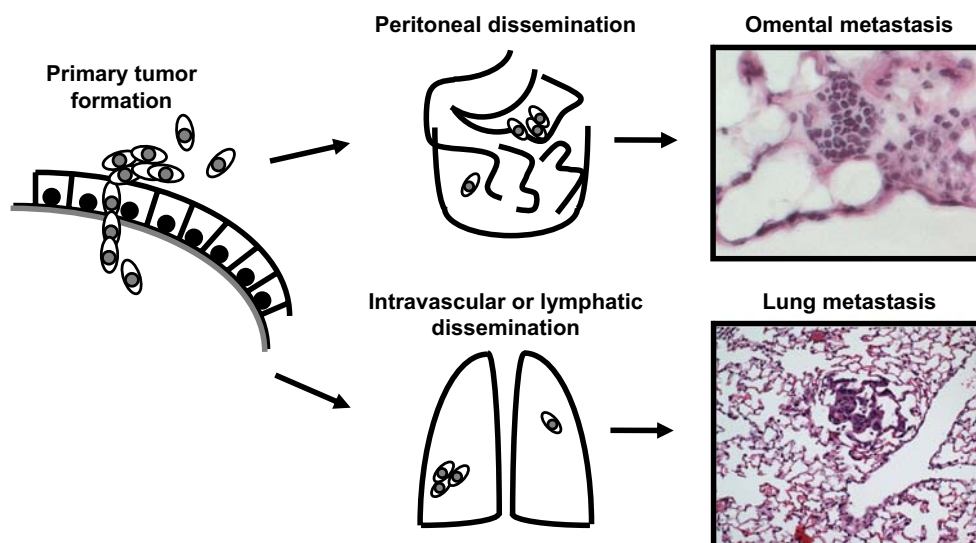 Primary tumor
formation
Peritoneal dissemination
Omental metastasis
Intravascular or lymphatic
dissemination
Lung metastasis